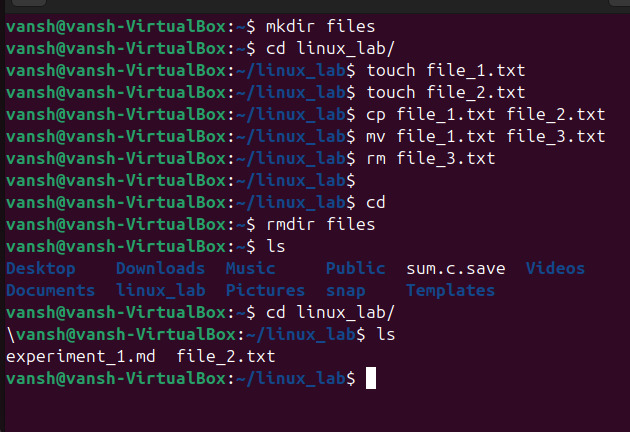 vansh@vansh-VirtualBox:~$ mkdir files
vansh@vansh-VirtualBox:~$ cd linux_lab/
vansh@vansh-VirtualBox:~/linux_lab$ touch file_1.txt
vansh@vansh-VirtualBox:~/linux_lab$ touch file_2.txt
vansh@vansh-VirtualBox:~/linux_lab$ cp file_1.txt file_2.txt
vansh@vansh-VirtualBox:~/linux_lab$ mv file_1.txt file_3.txt
vansh@vansh-VirtualBox:~/linux_lab$ rm file_3.txt
vansh@vansh-VirtualBox:~/linux_lab$
vansh@vansh-VirtualBox:~/linux_lab$ cd
vansh@vansh-VirtualBox:~$ rmdir files
vansh@vansh-VirtualBox:~$ ls
Desktop    Downloads  Music     Public  sum.c.save  Videos
Documents  linux_lab  Pictures  snap    Templates
vansh@vansh-VirtualBox:~$ cd linux_lab/
\vansh@vansh-VirtualBox:~/linux_lab$ ls
experiment_1.md  file_2.txt
vansh@vansh-VirtualBox:~/linux_lab$